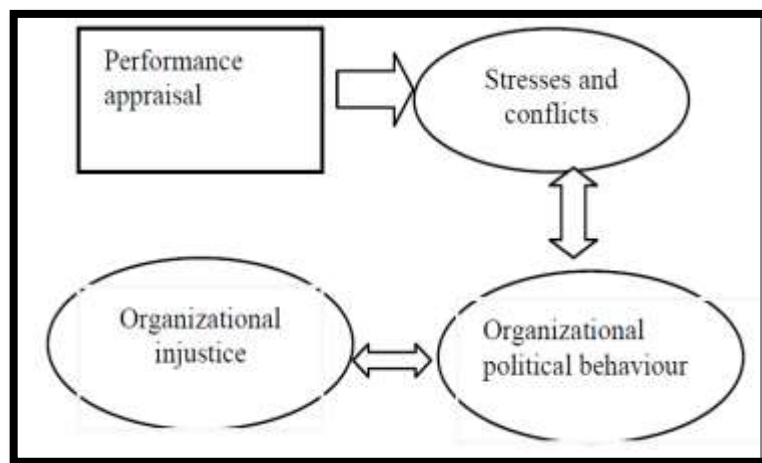 Performance
appraisal
Stresses and
conflicts
Organizational
injustice
Organizational
political behaviour